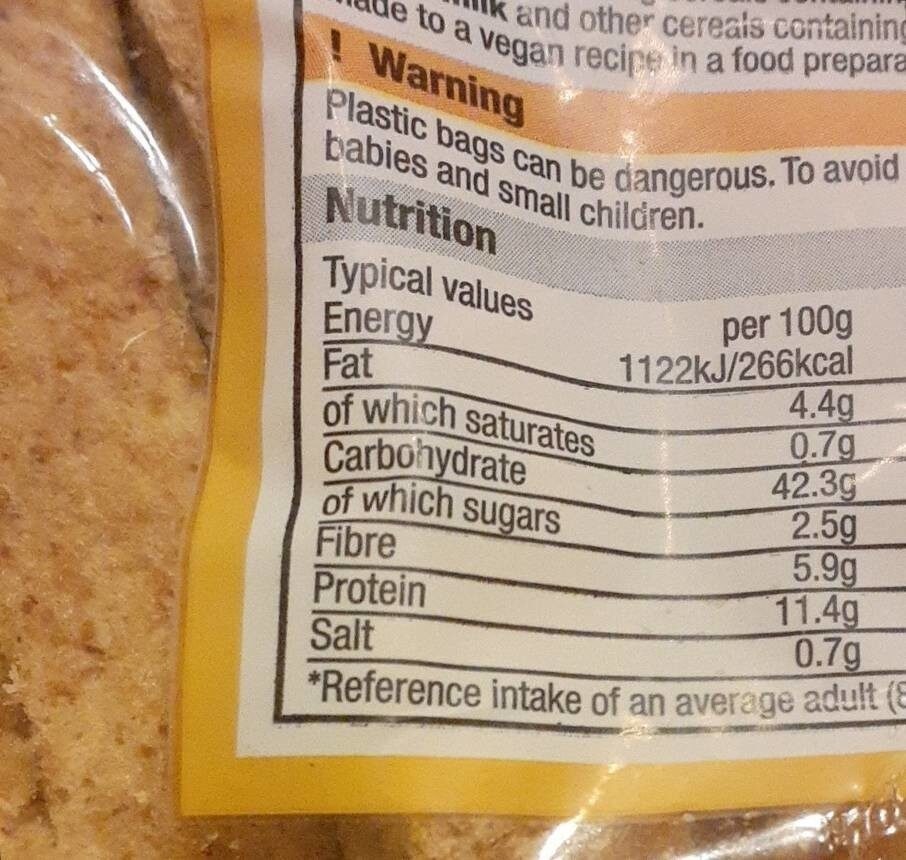 and other cereals containing
to a vegan recipe in a food prepara
! Warning
Plastic bags can be dangerous. To avoid
babies and small children.
Nutrition
Typical values per 100g
Energy 1122kJ/266kcal
Fat 4.4g
of which saturates 0.7g
Carbohydrate 42.3g
of which sugars 2.5g
Fibre 5.9g
Protein 11.4g
Salt 0.7g
*Reference intake of an average adult (8